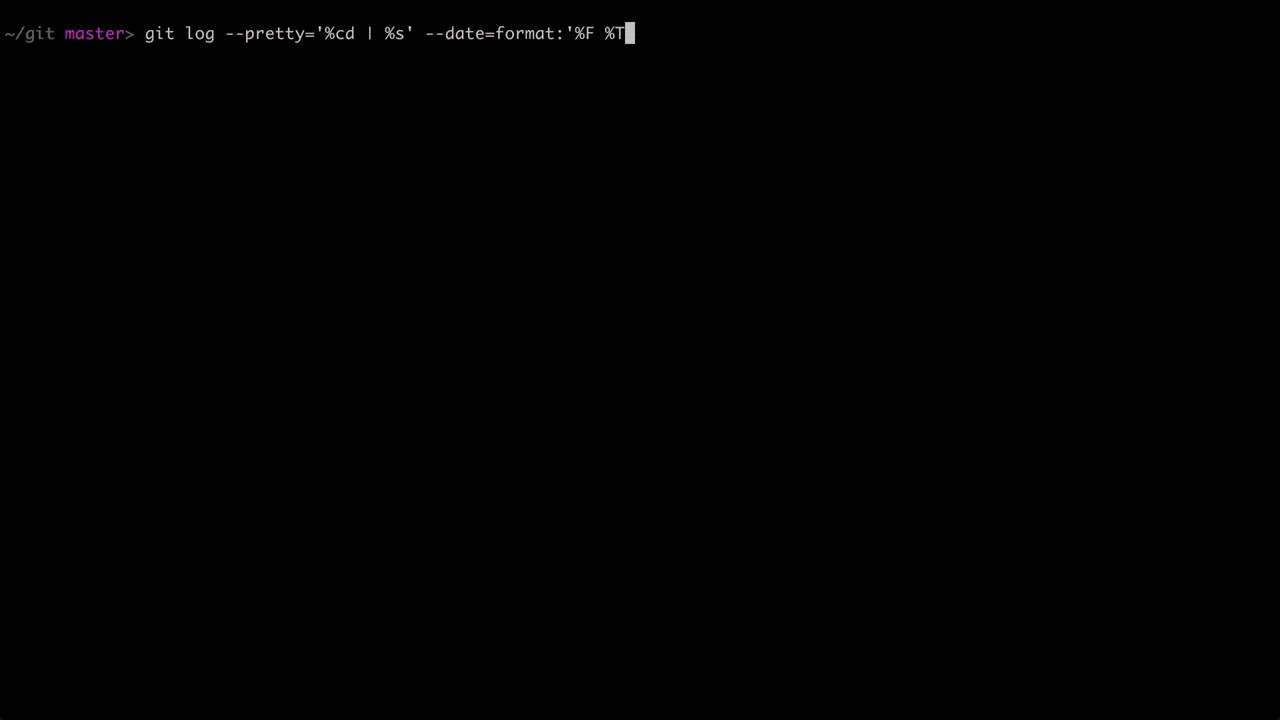 ~/git master> git log --pretty='%cd | %s' --date=format:'%F %T